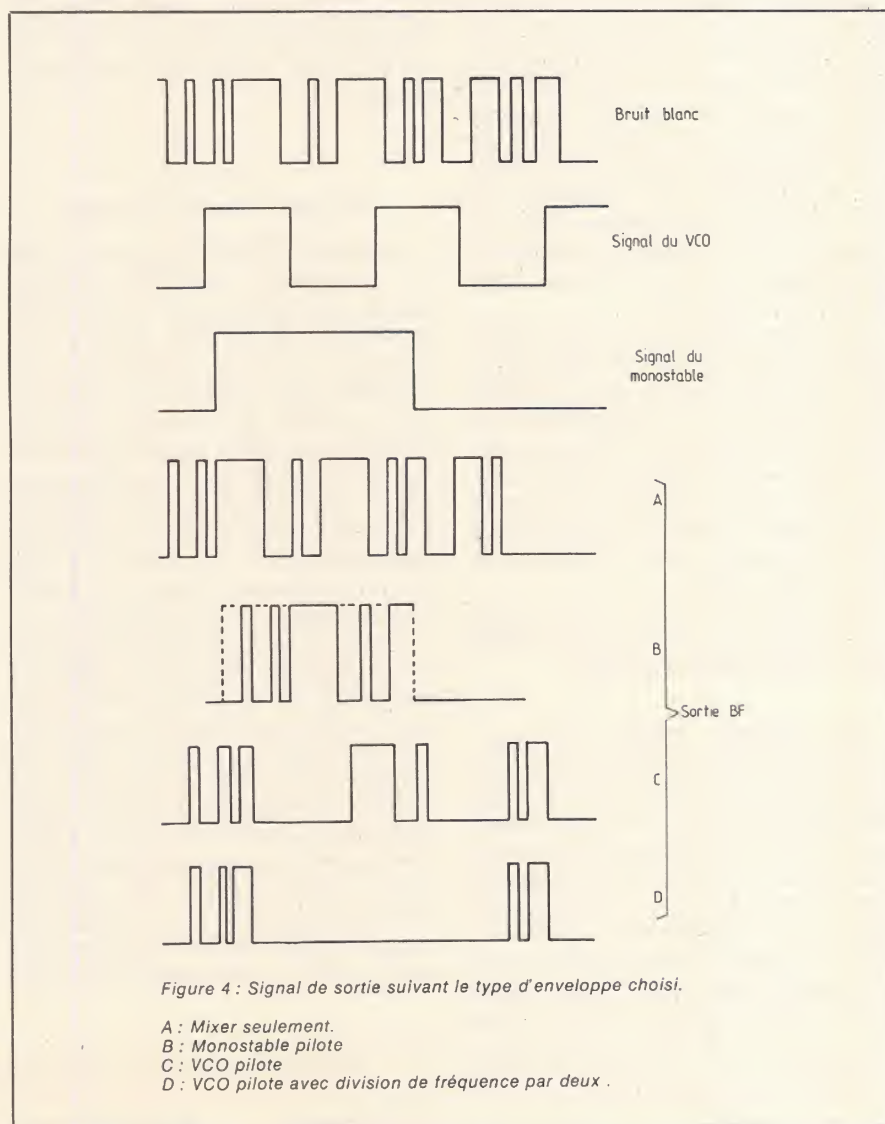 Bruit blanc
Signal du VCO
Signal du
monostable
A
B
Sortie BF
C
D
Figure 4 : Signal de sortie suivant le type d'enveloppe choisi.
A : Mixer seulement.
B : Monostable pilote
C : VCO pilote
D : VCO pilote avec division de fréquence par deux .